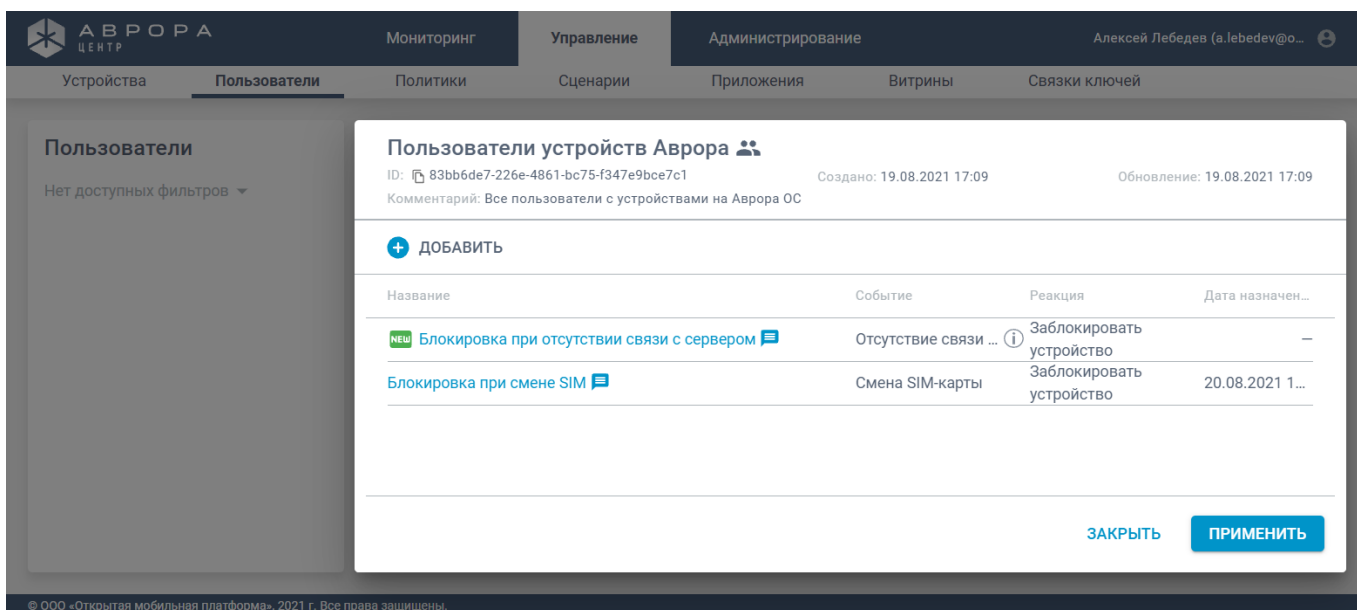 АВРОРА
ЦЕНТР
Мониторинг
Управление
Администрирование
Алексей Лебедев (a.lebedev@o...
Устройства
Пользователи
Политики
Сценарии
Приложения
Витрины
Связки ключей
Пользователи
Нет доступных фильтров
Пользователи устройств Аврора
ID: 83bb6de7-226e-4861-bc75-f347e9bce7c1
Создано: 19.08.2021 17:09
Обновление: 19.08.2021 17:09
Комментарий: Все пользователи с устройствами на Аврора ОС
ДОБАВИТЬ
Название
Событие
Реакция
Дата назначен...
NEW Блокировка при отсутствии связи с сервером
Отсутствие связи ...
Заблокировать
устройство
–
Блокировка при смене SIM
Смена SIM-карты
Заблокировать
устройство
20.08.2021 1...
ЗАКРЫТЬ
ПРИМЕНИТЬ
© ООО «Открытая мобильная платформа», 2021 г. Все права защищены.